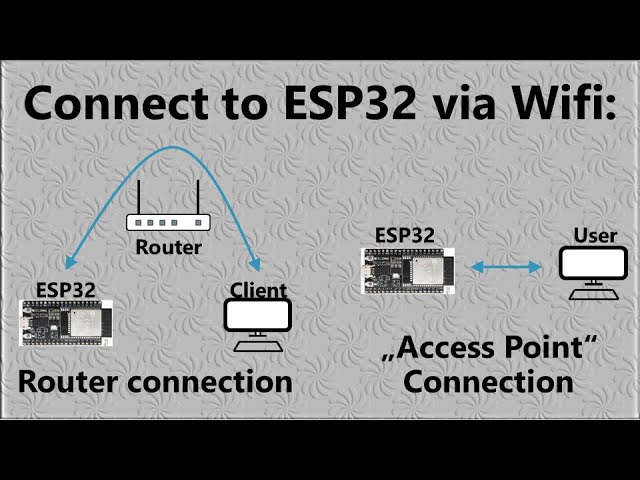 Connect to ESP32 via Wifi:
Router
ESP32
Client
Router connection
ESP32
User
„Access Point“
Connection